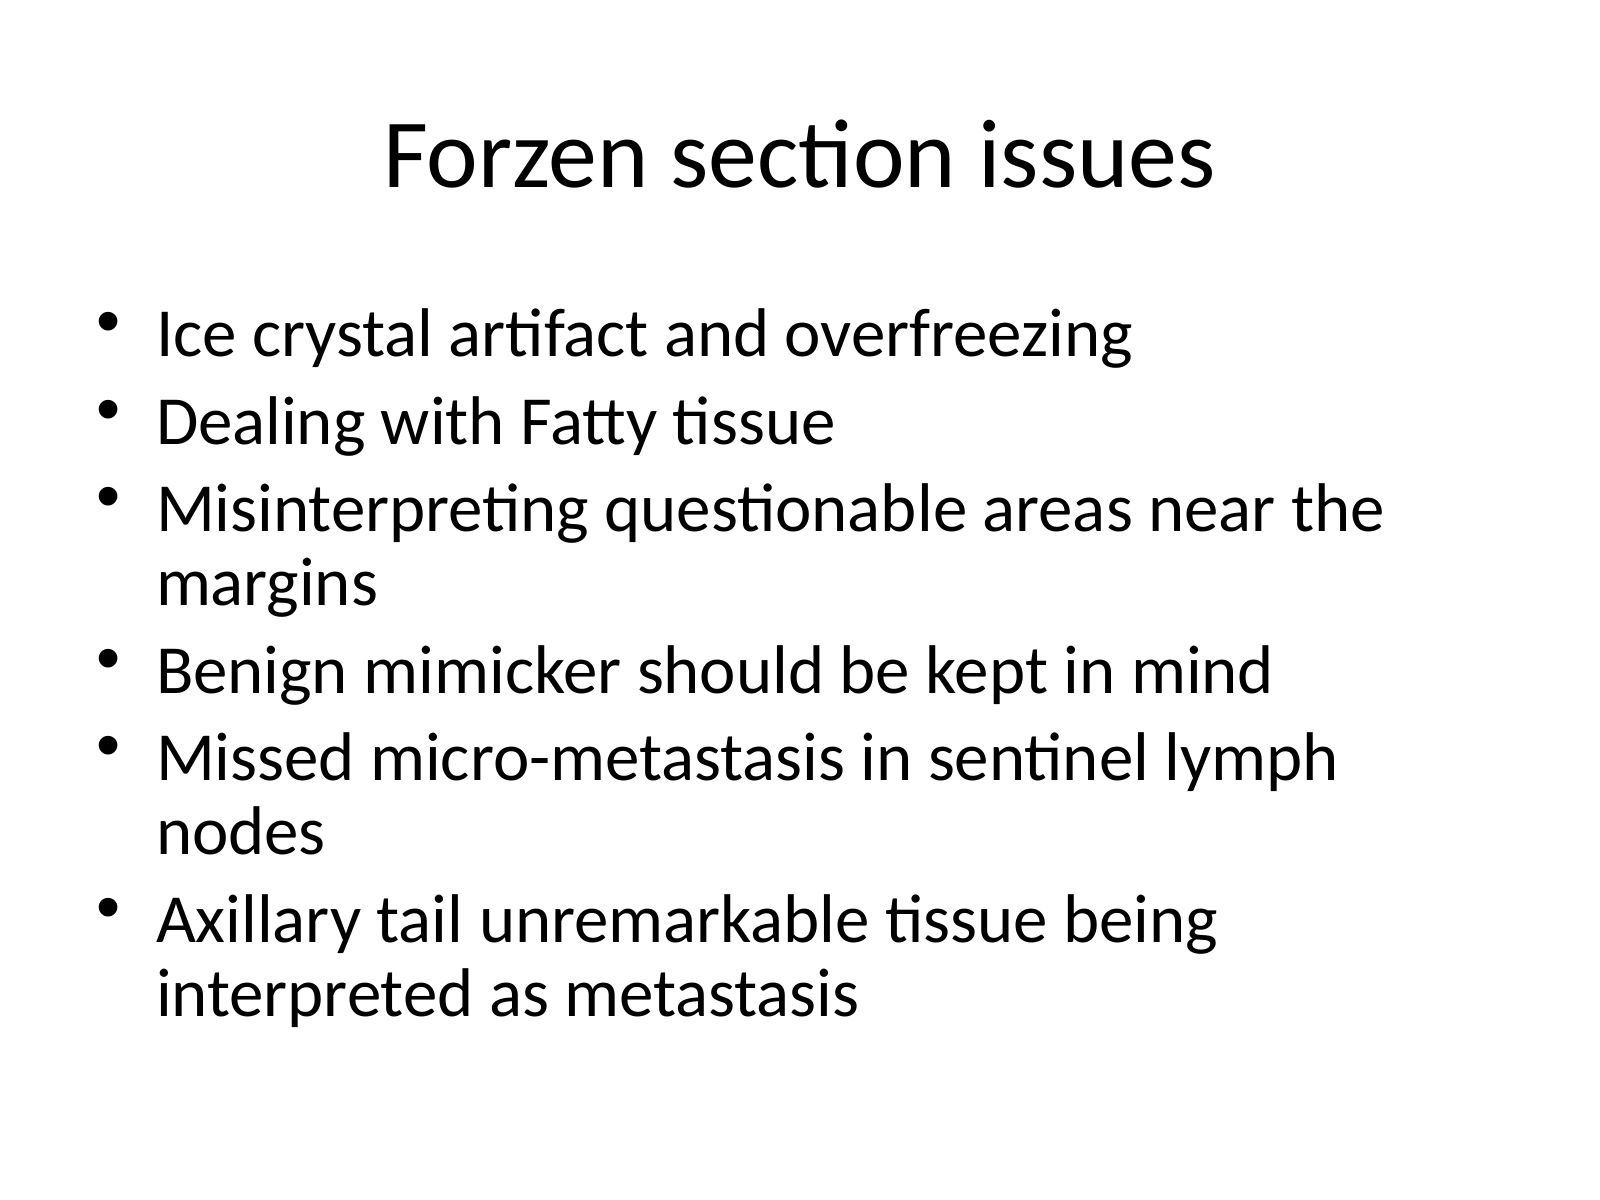 Forzen section issues
• Ice crystal artifact and overfreezing
• Dealing with Fatty tissue
• Misinterpreting questionable areas near the
margins
• Benign mimicker should be kept in mind
• Missed micro-metastasis in sentinel lymph
nodes
• Axillary tail unremarkable tissue being
interpreted as metastasis